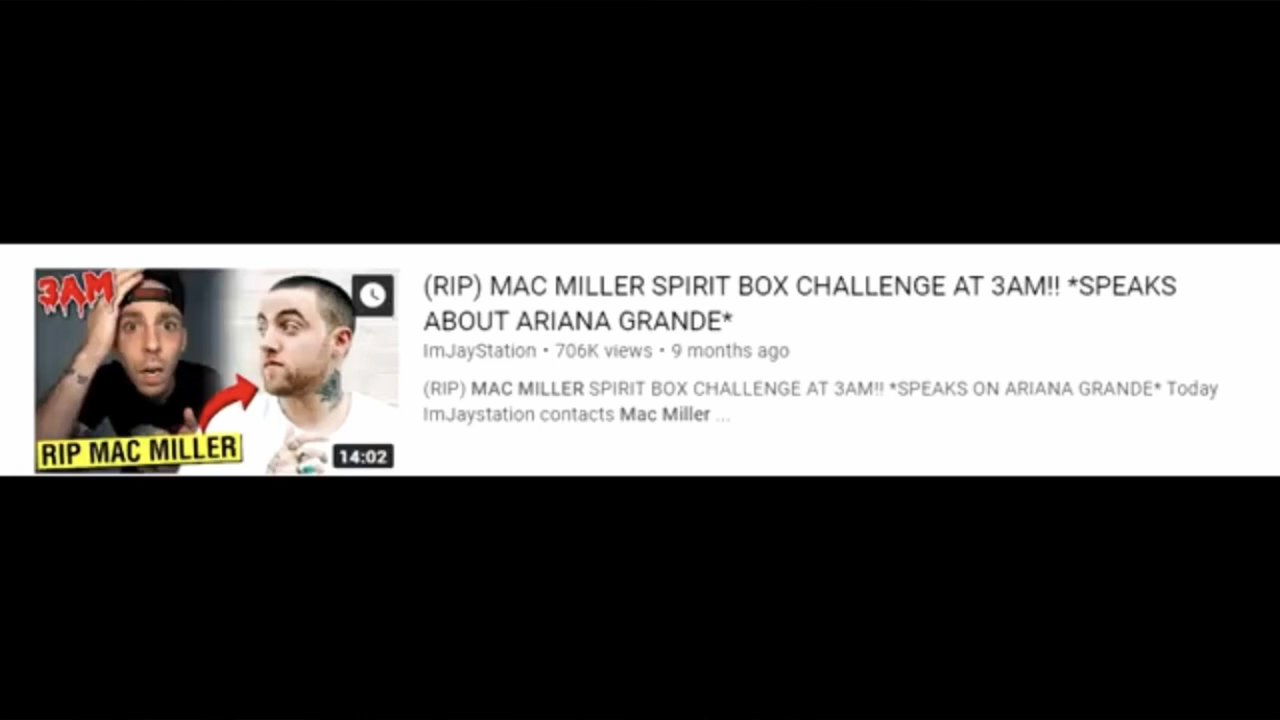 3AM
RIP MAC MILLER
14:02
(RIP) MAC MILLER SPIRIT BOX CHALLENGE AT 3AM!! *SPEAKS
ABOUT ARIANA GRANDE*
ImJayStation • 706K views • 9 months ago
(RIP) MAC MILLER SPIRIT BOX CHALLENGE AT 3AM!! *SPEAKS ON ARIANA GRANDE* Today
ImJaystation contacts Mac Miller ...